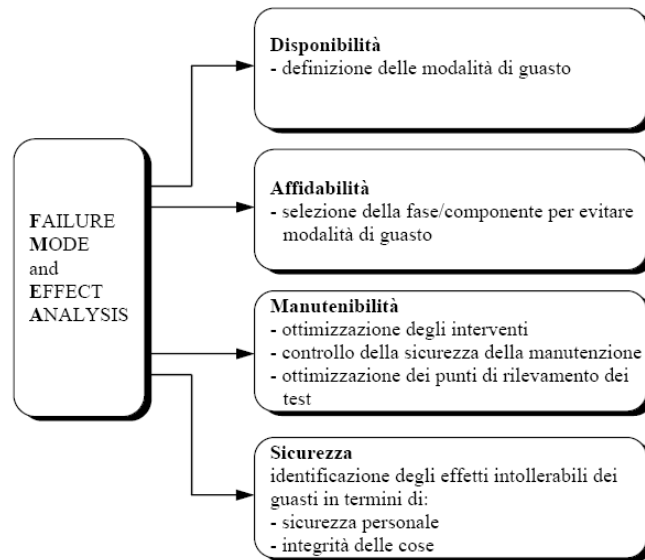 FAILURE
MODE
and
EFFECT
ANALYSIS
Disponibilità
- definizione delle modalità di guasto
Affidabilità
- selezione della fase/componente per evitare
modalità di guasto
Manutenibilità
- ottimizzazione degli interventi
- controllo della sicurezza della manutenzione
- ottimizzazione dei punti di rilevamento dei
test
Sicurezza
identificazione degli effetti intollerabili dei
guasti in termini di:
- sicurezza personale
- integrità delle cose